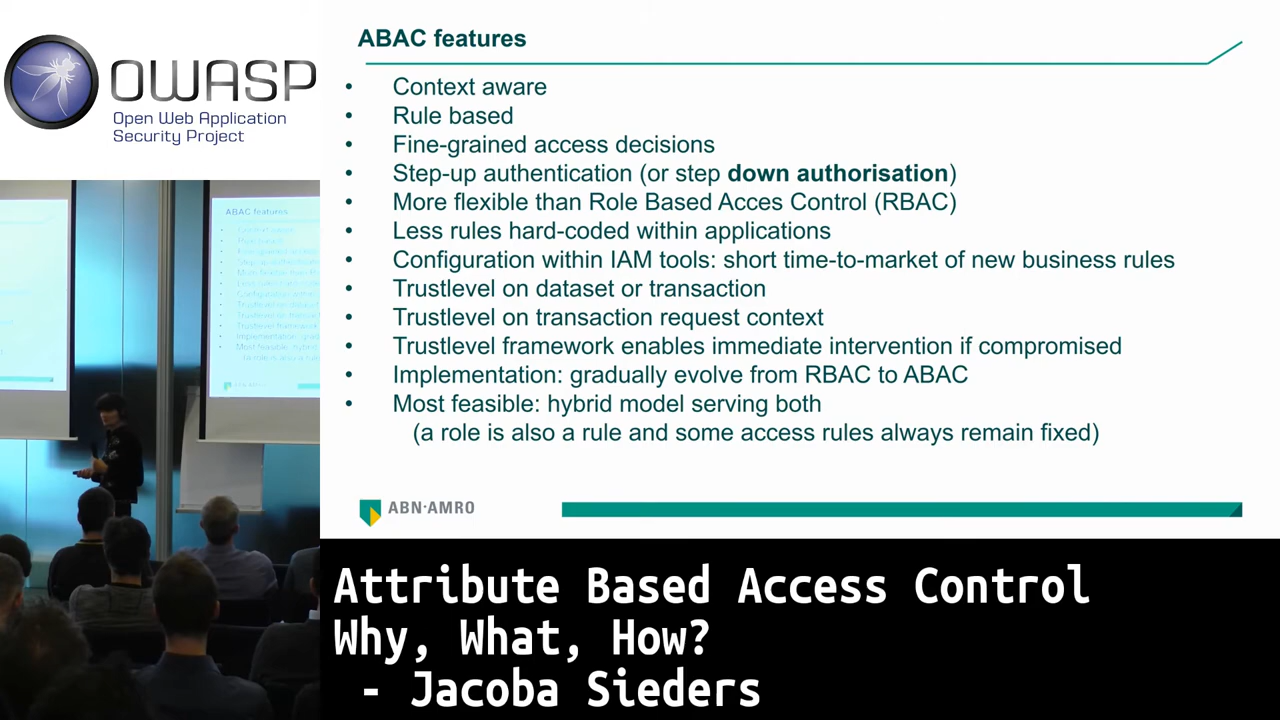 OWASP
Open Web Application
Security Project
ABAC features
• Context aware
• Rule based
• Fine-grained access decisions
• Step-up authentication (or step down authorisation)
• More flexible than Role Based Acces Control (RBAC)
• Less rules hard-coded within applications
• Configuration within IAM tools: short time-to-market of new business rules
• Trustlevel on dataset or transaction
• Trustlevel on transaction request context
• Trustlevel framework enables immediate intervention if compromised
• Implementation: gradually evolve from RBAC to ABAC
• Most feasible: hybrid model serving both
(a role is also a rule and some access rules always remain fixed)
ABN·AMRO
ABAC features
Attribute Based Access Control
Why, What, How?
- Jacoba Sieders